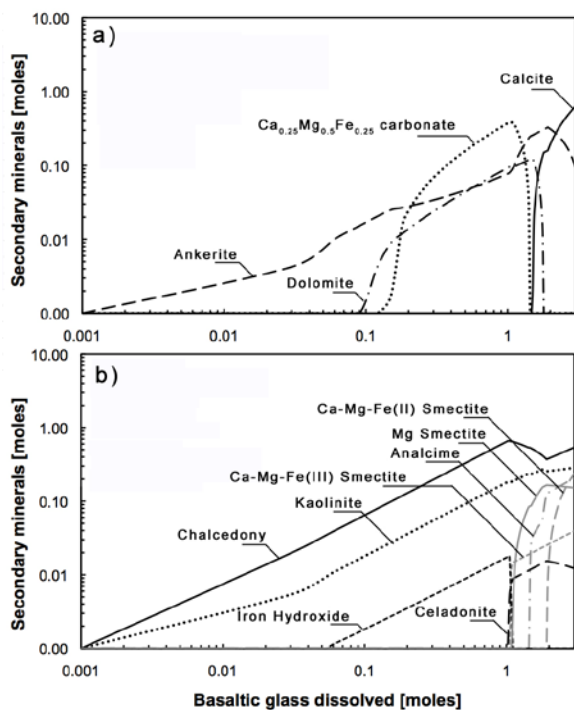 a)
Secondary minerals [moles]
10.00
1.00
0.10
0.01
0.00
Calcite
Ca0.25Mg0.5Fe0.25 carbonate
Ankerite
Dolomite
0.001 0.01 0.1 1
b)
Secondary minerals [moles]
10.00
1.00
0.10
0.01
0.00
Ca-Mg-Fe(II) Smectite
Mg Smectite
Analcime
Ca-Mg-Fe(III) Smectite
Kaolinite
Chalcedony
Iron Hydroxide
Celadonite
0.001 0.01 0.1 1
Basaltic glass dissolved [moles]